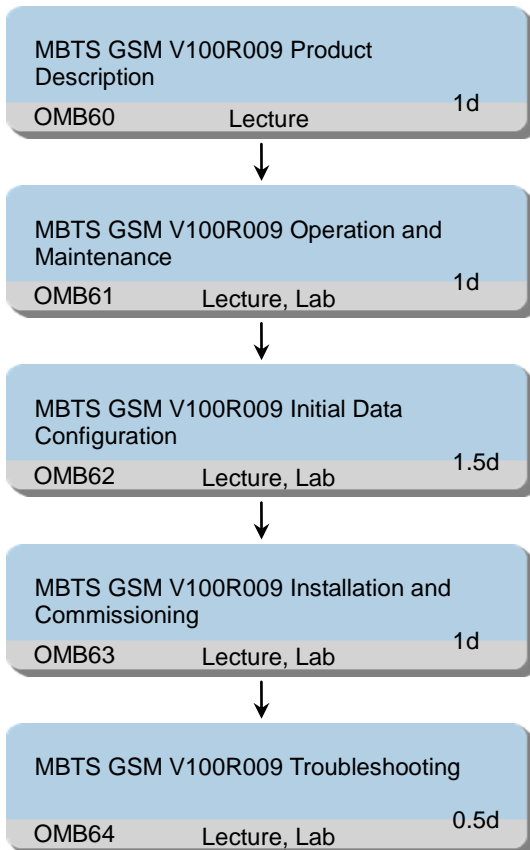 MBTS GSM V100R009 Product
Description
1d
OMB60 Lecture
MBTS GSM V100R009 Operation and
Maintenance
1d
OMB61 Lecture, Lab
MBTS GSM V100R009 Initial Data
Configuration
1.5d
OMB62 Lecture, Lab
MBTS GSM V100R009 Installation and
Commissioning
1d
OMB63 Lecture, Lab
MBTS GSM V100R009 Troubleshooting
0.5d
OMB64 Lecture, Lab